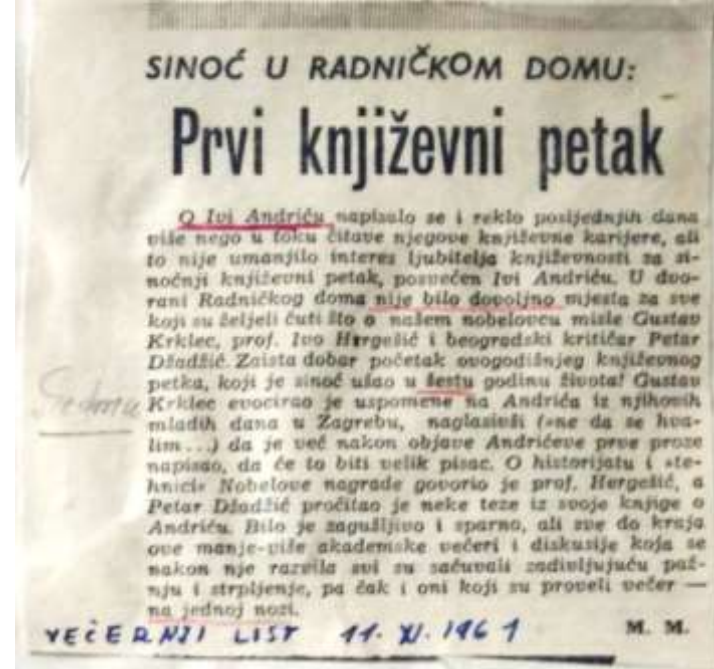 SINOĆ U RADNIČKOM DOMU:
Prvi književni petak
O Ivi Andriću napisalo se i reklo posljednjih dana
više nego u toku čitave njegove književne karijere, ali
to nije umanjilo interes ljubitelja književnosti za si-
noćnji književni petak, posvećen Ivi Andriću. U dvo-
rani Radničkog doma nije bilo dovoljno mjesta za sve
koji su željeli čuti što o našem nobelovcu misle Gustav
Krklec, prof. Ivo Hergešić i beogradski kritičar Petar
Džadžić. Zaista dobar početak ovogodišnjeg književnog
petka, koji je sinoć ušao u šestu godinu života! Gustav
Sedmu
Krklec evocirao je uspomene na Andrića iz njihovih
mladih dana u Zagrebu, naglasivši (»ne da se hva-
lim...) da je već nakon objave Andrićeve prve proze
napisao, da će to biti velik pisac. O historijatu i »te-
hnici« Nobelove nagrade govorio je prof. Hergešić, a
Petar Džadžić pročitao je neke teze iz svoje knjige o
Andriću. Bilo je zagušljivo i sparno, ali sve do kraja
ove manje-više akademske večeri i diskusije koja se
nakon nje razvila svi su sačuvali zadivljujuću paž-
nju i strpljenje, pa čak i oni koji su proveli večer —
na jednoj nozi.
M. M.
VEČERNJI LIST 11. XI. 1961